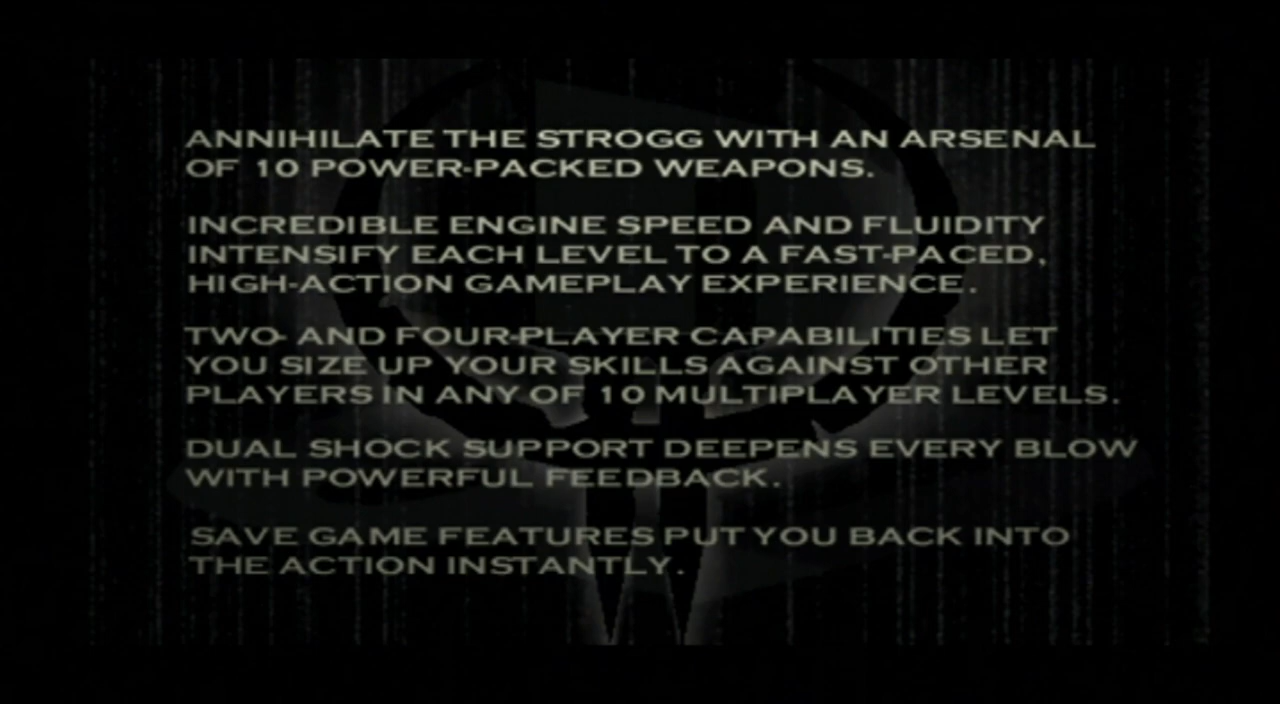 ANNIHILATE THE STROGG WITH AN ARSENAL
OF 10 POWER-PACKED WEAPONS.
INCREDIBLE ENGINE SPEED AND FLUIDITY
INTENSIFY EACH LEVEL TO A FAST-PACED,
HIGH-ACTION GAMEPLAY EXPERIENCE.
TWO- AND FOUR-PLAYER CAPABILITIES LET
YOU SIZE UP YOUR SKILLS AGAINST OTHER
PLAYERS IN ANY OF 10 MULTIPLAYER LEVELS.
DUAL SHOCK SUPPORT DEEPENS EVERY BLOW
WITH POWERFUL FEEDBACK.
SAVE GAME FEATURES PUT YOU BACK INTO
THE ACTION INSTANTLY.